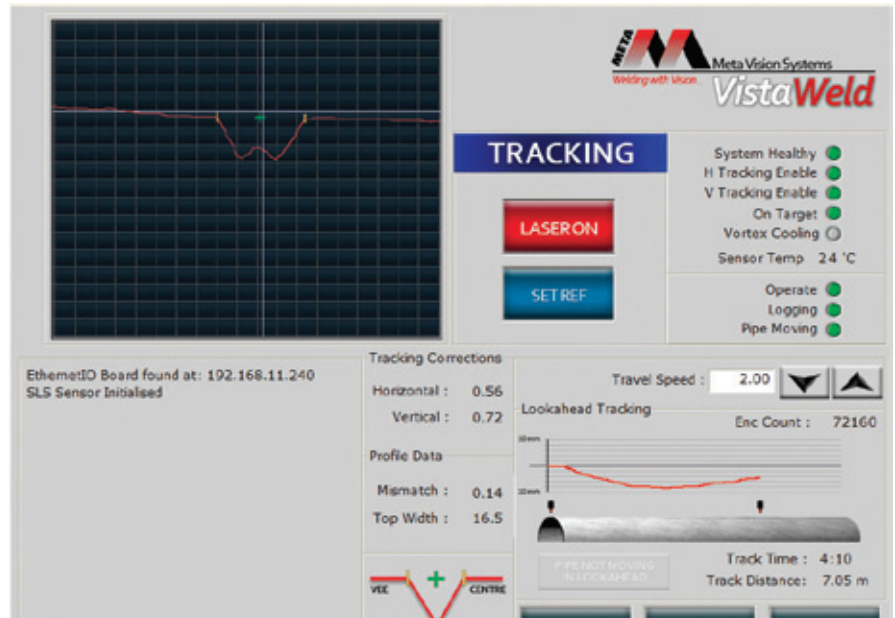 META
Welding with Vision
Meta Vision Systems
VistaWeld
TRACKING
LASER ON
SET REF
System Healthy
H Tracking Enable
V Tracking Enable
On Target
Vortex Cooling
Sensor Temp 24 'C
Operate
Logging
Pipe Moving
EthernetIO Board found at: 192.168.11.240
SLS Sensor Initialised
Tracking Corrections
Horizontal : 0.56
Vertical : 0.72
Profile Data
Mismatch : 0.14
Top Width : 16.5
VEE
CENTRE
Travel Speed : 2.00
Lookahead Tracking
Enc Count : 72160
10mm
10mm
PIPE NOT MOVING
IN LOOKAHEAD
Track Time : 4:10
Track Distance: 7.05 m